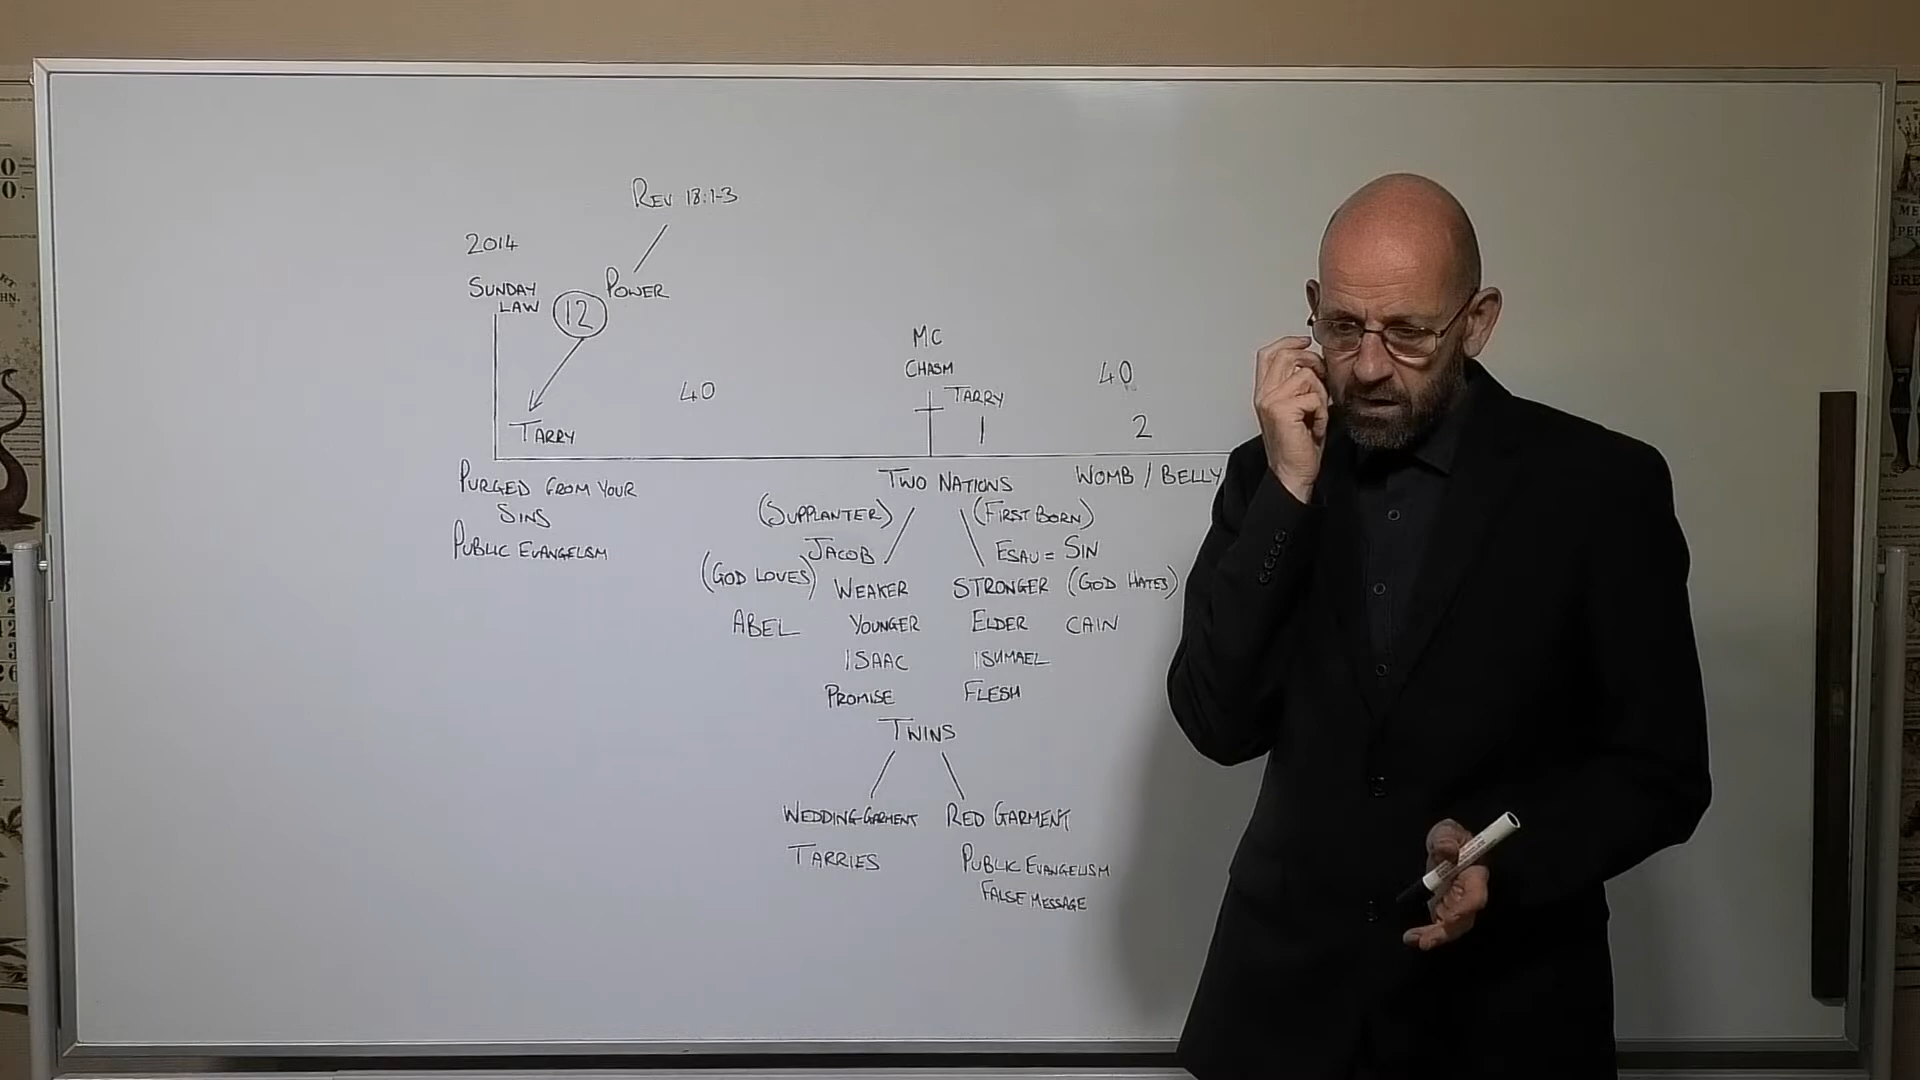 REV 18:1-3
2014
SUNDAY LAW
12
POWER
TARRY
40
MC
CHASM
TARRY
1
40
2
PURGED FROM YOUR
SINS
PUBLIC EVANGELISM
TWO NATIONS
WOMB / BELLY
(SUPPLANTER) (FIRST BORN)
JACOB ESAU = SIN
(GOD LOVES) WEAKER STRONGER (GOD HATES)
ABEL YOUNGER ELDER CAIN
ISAAC ISHMAEL
PROMISE FLESH
TWINS
WEDDING GARMENT RED GARMENT
TARRIES PUBLIC EVANGELISM
FALSE MESSAGE